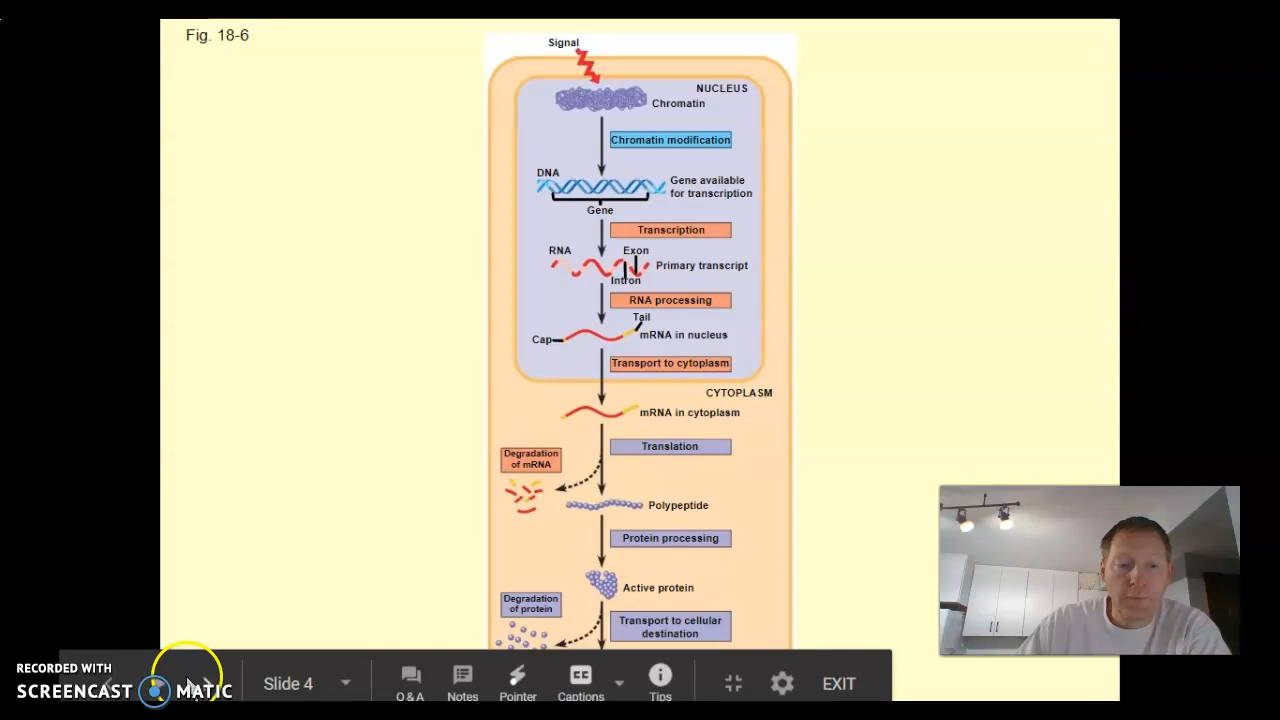 Fig. 18-6
Signal
NUCLEUS
Chromatin
Chromatin modification
DNA
Gene available
for transcription
Gene
Transcription
RNA
Exon
Primary transcript
Intron
RNA processing
Tail
Cap
mRNA in nucleus
Transport to cytoplasm
CYTOPLASM
mRNA in cytoplasm
Translation
Degradation
of mRNA
Polypeptide
Protein processing
Active protein
Degradation
of protein
Transport to cellular
destination
RECORDED WITH
SCREENCAST MATIC
Slide 4
Q & A
Notes
Pointer
CC
Captions
Tips
EXIT